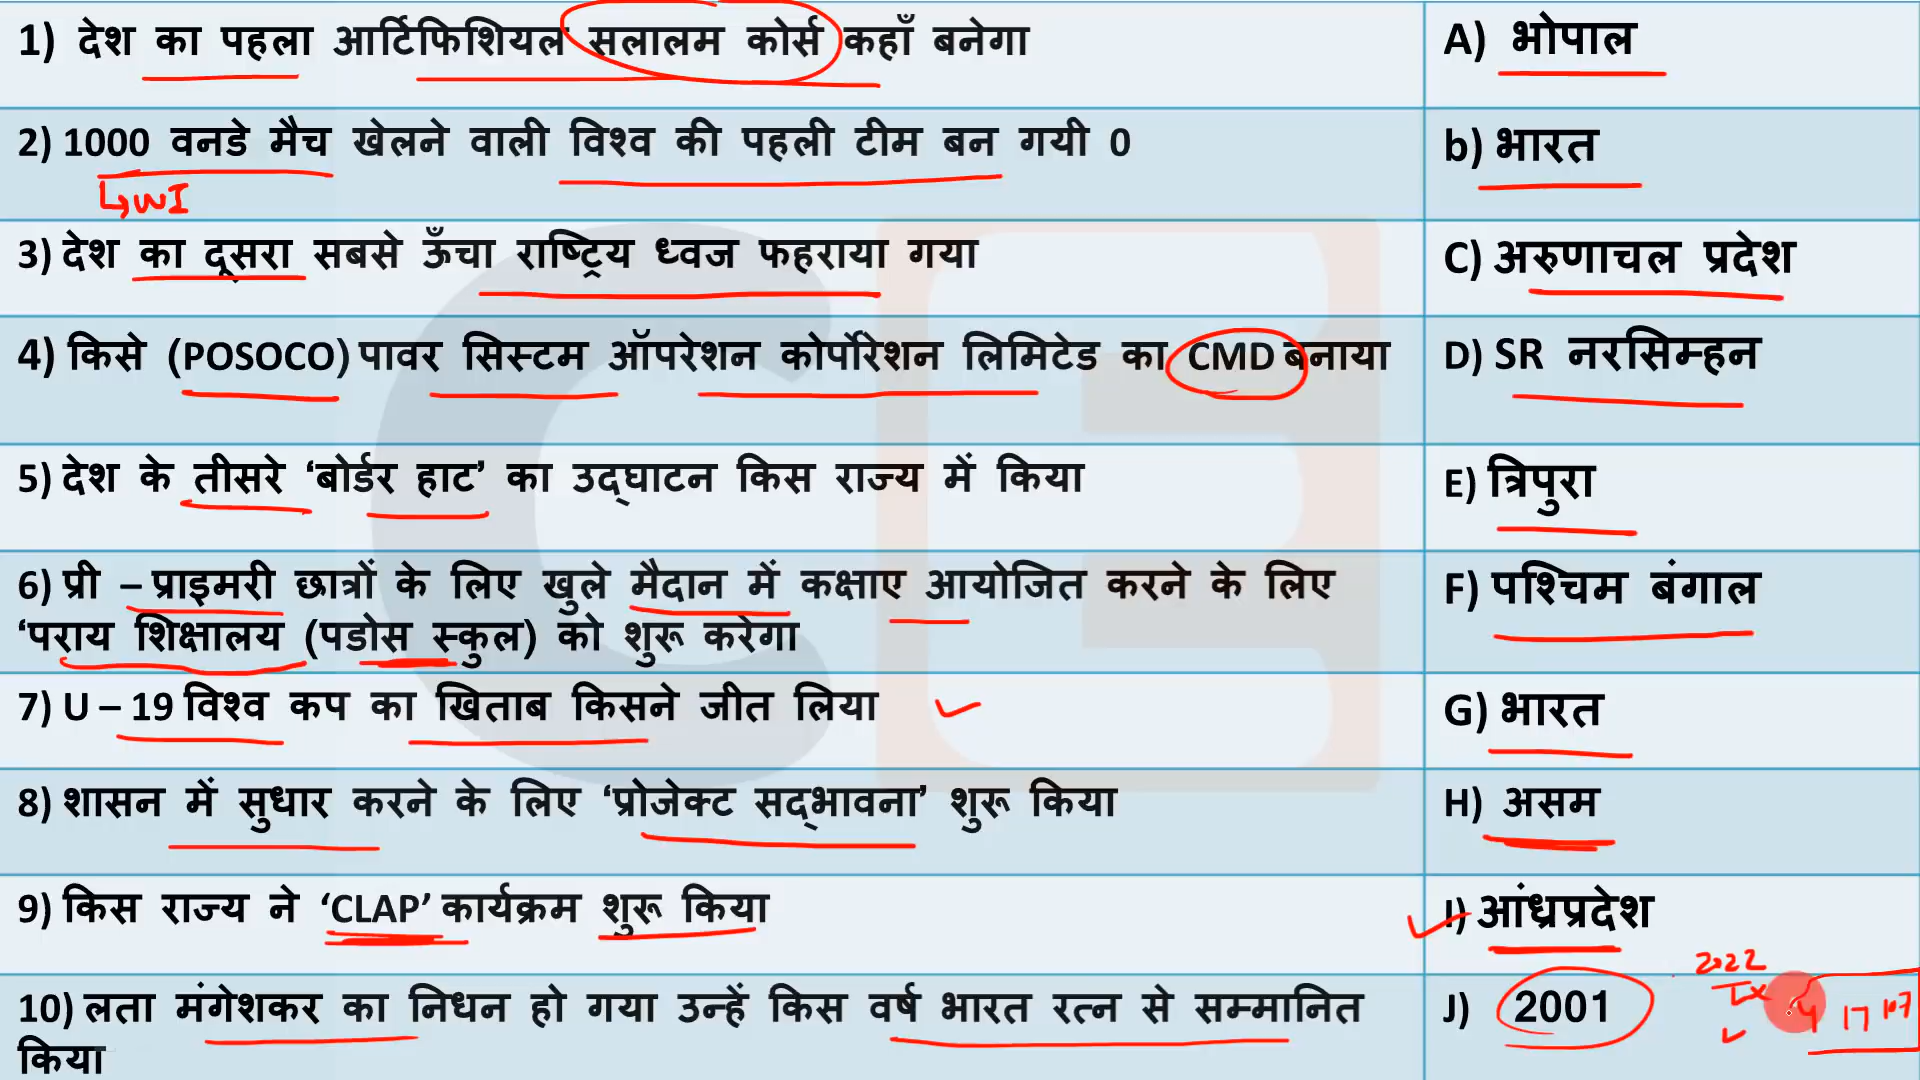 1) देश का पहला आर्टिफिशियल सलालम कोर्स कहाँ बनेगा
A) भोपाल
2) 1000 वनडे मैच खेलने वाली विश्व की पहली टीम बन गयी 0
b) भारत
WI
3) देश का दूसरा सबसे ऊँचा राष्ट्रिय ध्वज फहराया गया
C) अरुणाचल प्रदेश
4) किसे (POSOCO) पावर सिस्टम ऑपरेशन कोर्पोरेशन लिमिटेड का CMD बनाया
D) SR नरसिम्हन
5) देश के तीसरे ‘बोर्डर हाट’ का उद्घाटन किस राज्य में किया
E) त्रिपुरा
6) प्री – प्राइमरी छात्रों के लिए खुले मैदान में कक्षाए आयोजित करने के लिए
‘पराय शिक्षालय (पडोस स्कुल) को शुरू करेगा
F) पश्चिम बंगाल
7) U – 19 विश्व कप का खिताब किसने जीत लिया
G) भारत
8) शासन में सुधार करने के लिए ‘प्रोजेक्ट सद्भावना’ शुरू किया
H) असम
9) किस राज्य ने ‘CLAP’ कार्यक्रम शुरू किया
I) आंध्रप्रदेश
10) लता मंगेशकर का निधन हो गया उन्हें किस वर्ष भारत रत्न से सम्मानित
किया
J) 2001
2022
4 17 107